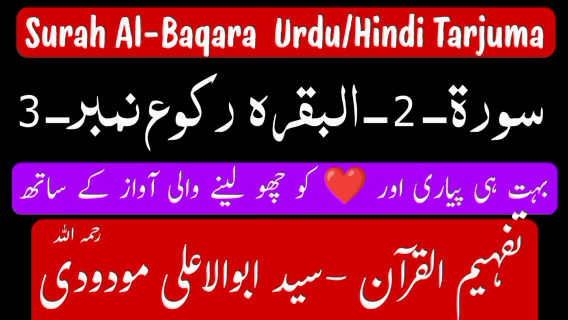 Surah Al-Baqara Urdu/Hindi Tarjuma
سورۃ-2-البقرہ رکوع نمبر-3
بہت ہی پیاری اور ❤️ کو چھو لینے والی آواز کے ساتھ
تفہیم القرآن -سید ابوالاعلی مودودی رحمہ اللہ